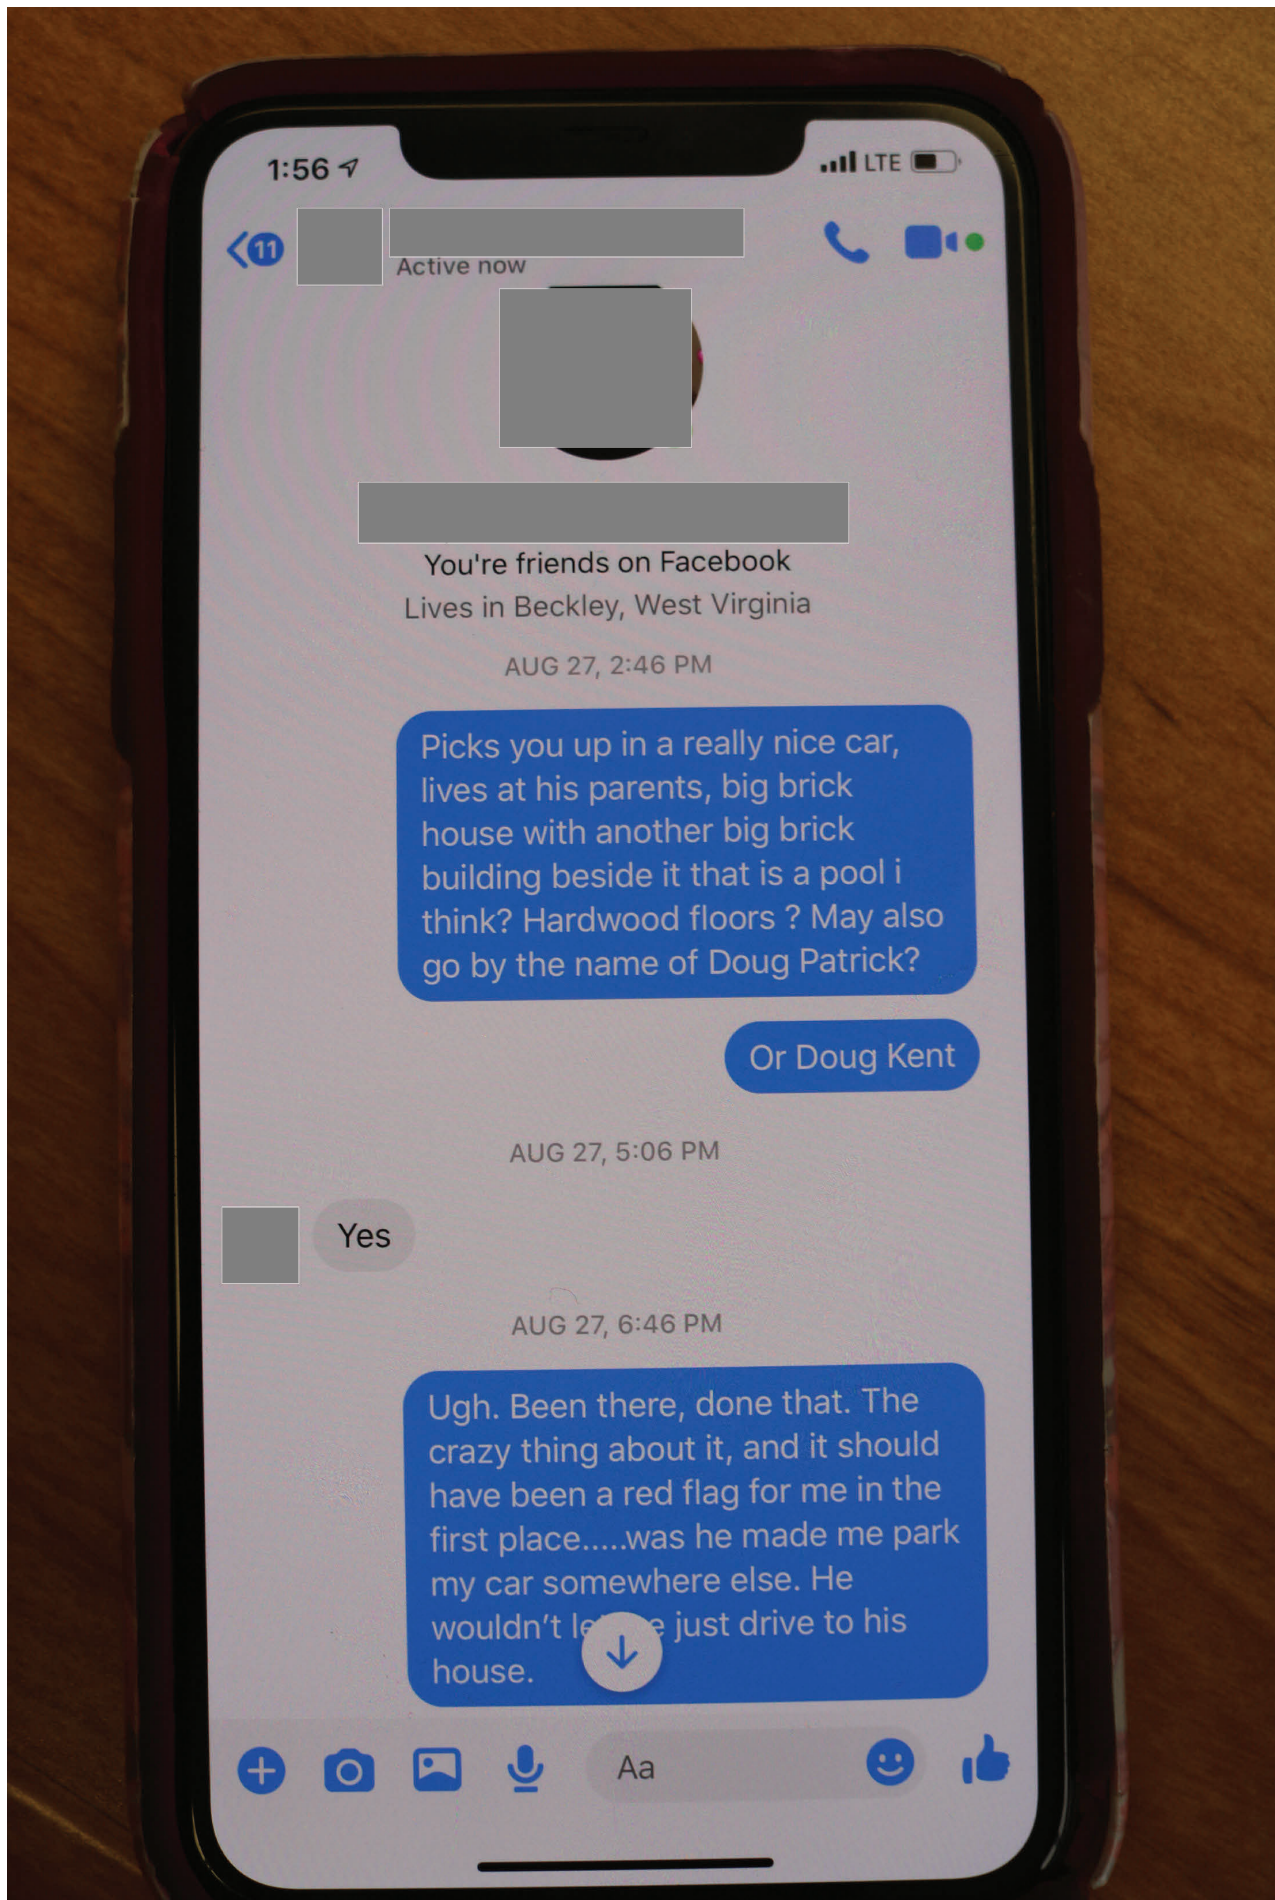 1:56 LTE
11
Active now
You're friends on Facebook
Lives in Beckley, West Virginia
AUG 27, 2:46 PM
Picks you up in a really nice car,
lives at his parents, big brick
house with another big brick
building beside it that is a pool i
think? Hardwood floors ? May also
go by the name of Doug Patrick?
Or Doug Kent
AUG 27, 5:06 PM
Yes
AUG 27, 6:46 PM
Ugh. Been there, done that. The
crazy thing about it, and it should
have been a red flag for me in the
first place.....was he made me park
my car somewhere else. He
wouldn't just drive to his
house.
Aa